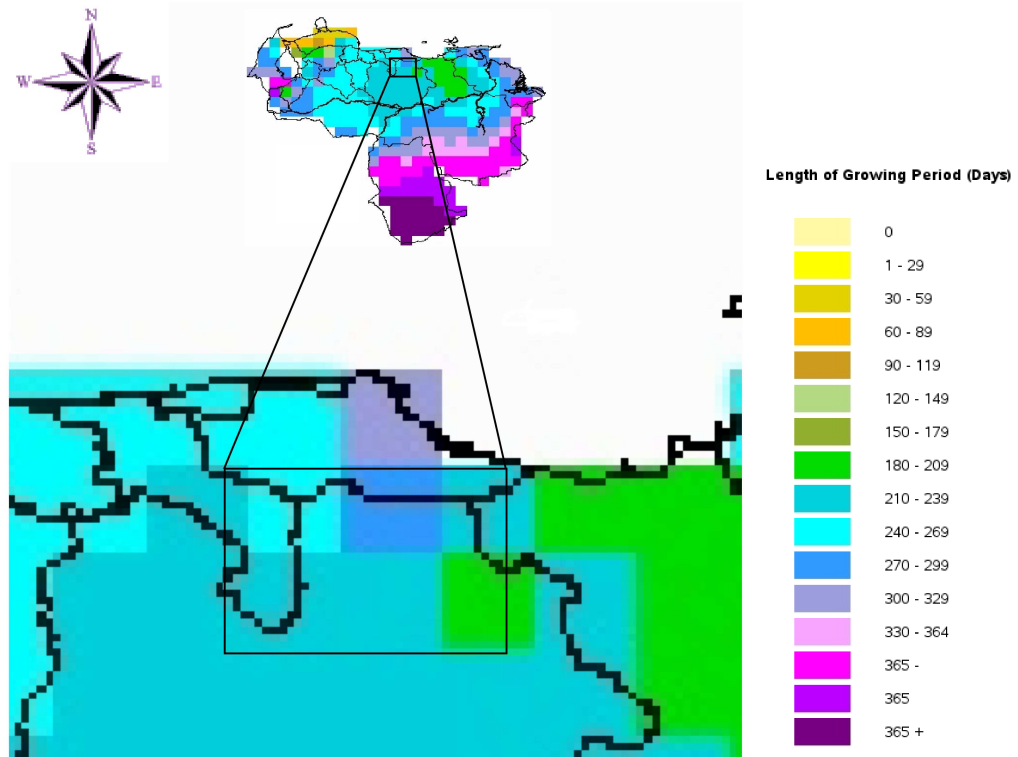 N
W
E
S
Length of Growing Period (Days)
0
1 - 29
30 - 59
60 - 89
90 - 119
120 - 149
150 - 179
180 - 209
210 - 239
240 - 269
270 - 299
300 - 329
330 - 364
365 -
365
365 +